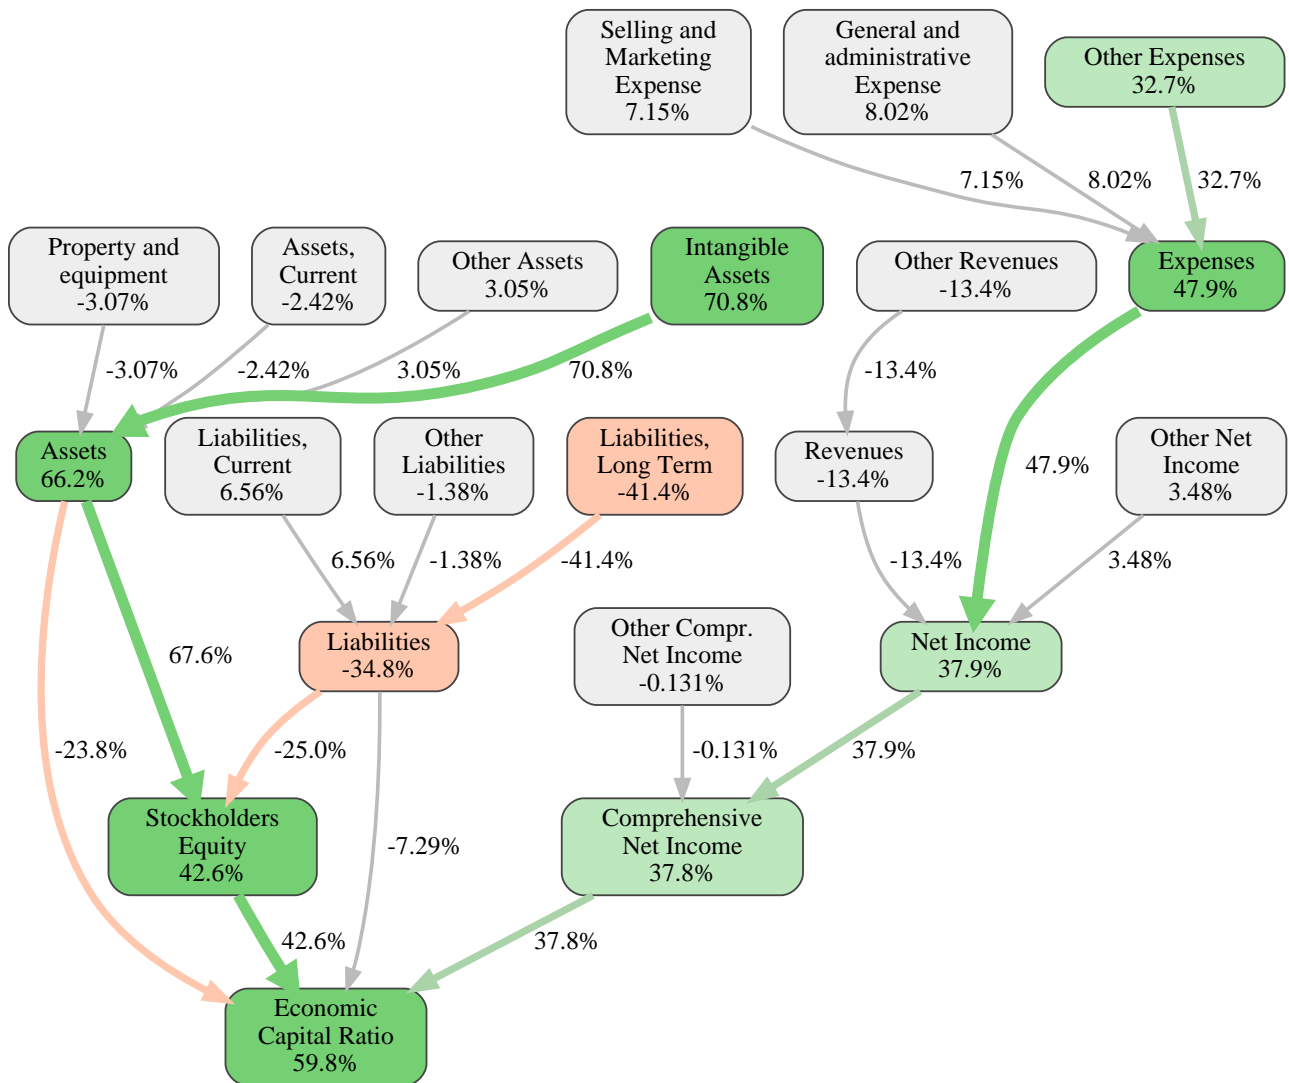 Selling and
Marketing
Expense
7.15%
General and
administrative
Expense
8.02%
Other Expenses
32.7%
7.15%
8.02%
32.7%
Property and
equipment
-3.07%
Assets,
Current
-2.42%
Other Assets
3.05%
Intangible
Assets
70.8%
Other Revenues
-13.4%
Expenses
47.9%
-3.07%
-2.42%
3.05%
70.8%
-13.4%
Assets
66.2%
Liabilities,
Current
6.56%
Other
Liabilities
-1.38%
Liabilities,
Long Term
-41.4%
Revenues
-13.4%
47.9%
Other Net
Income
3.48%
6.56%
-1.38%
-41.4%
-13.4%
3.48%
67.6%
Liabilities
-34.8%
Other Compr.
Net Income
-0.131%
Net Income
37.9%
-23.8%
-25.0%
-0.131%
37.9%
Stockholders
Equity
42.6%
-7.29%
Comprehensive
Net Income
37.8%
42.6%
37.8%
Economic
Capital Ratio
59.8%